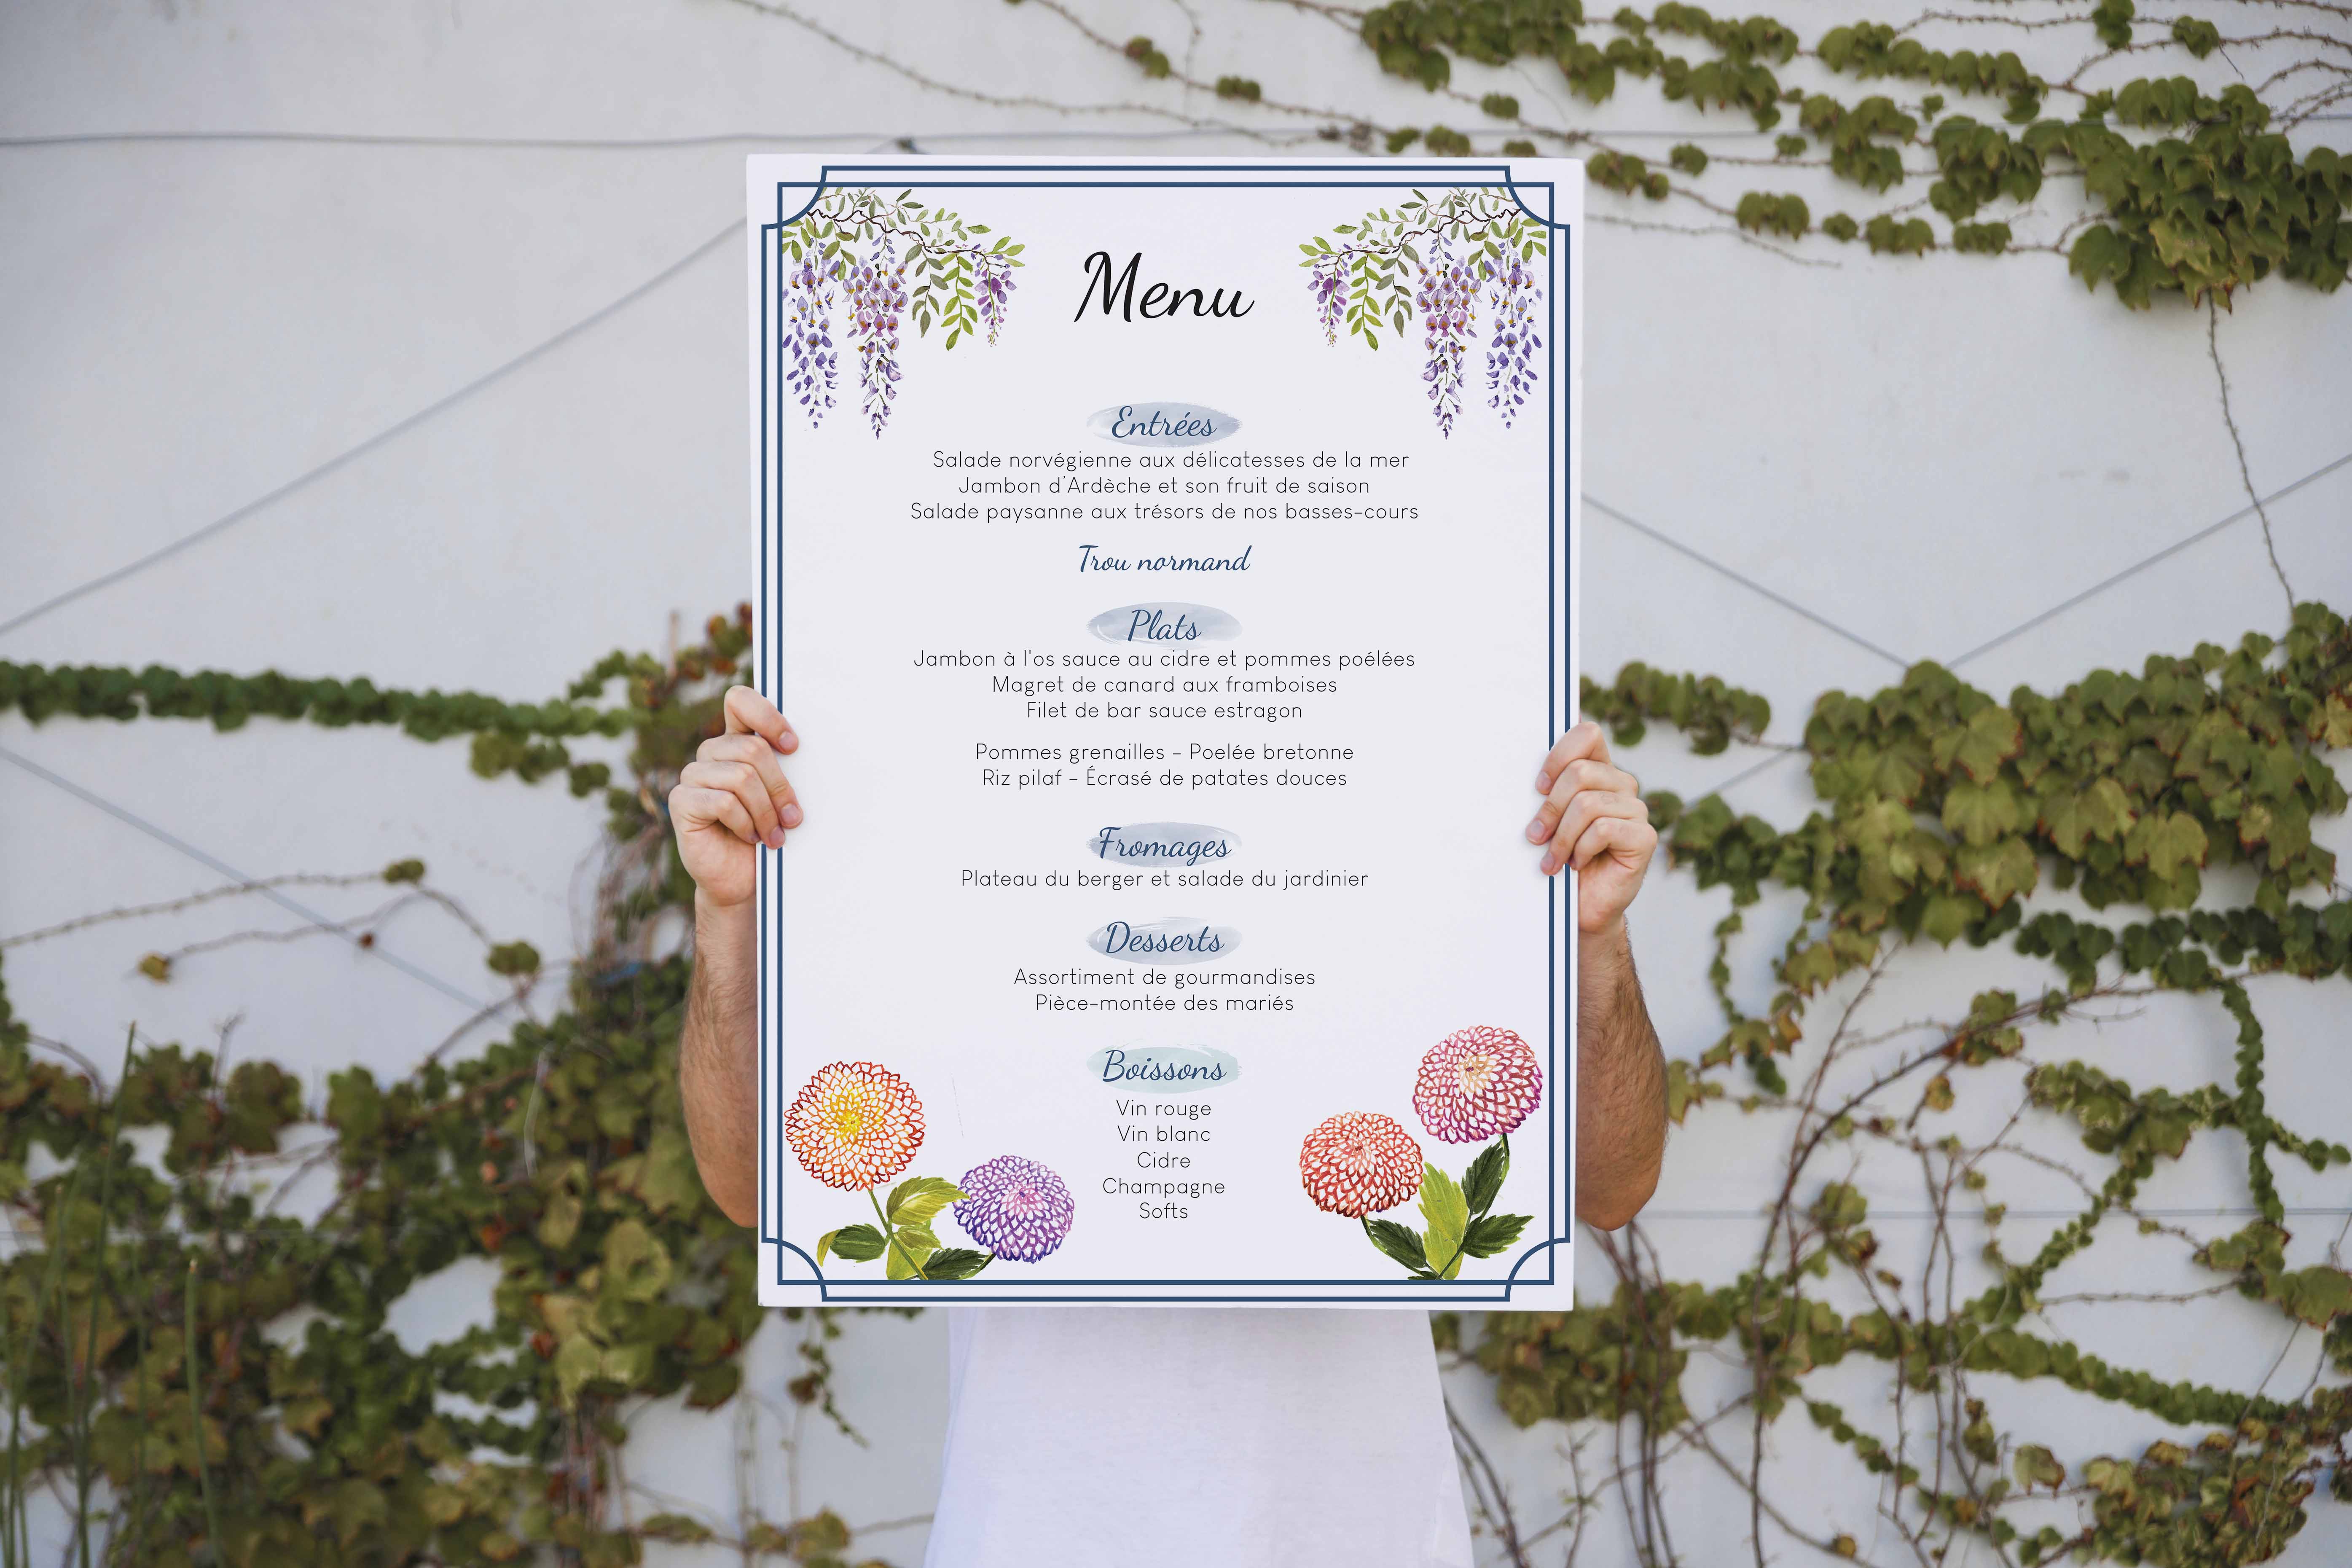 Menu
Entrées
Salade norvégienne aux délicatesses de la mer
Jambon d'Ardèche et son fruit de saison
Salade paysanne aux trésors de nos basses-cours
Trou normand
Plats
Jambon à l'os sauce au cidre et pommes poélées
Magret de canard aux framboises
Filet de bar sauce estragon
Pommes grenailles - Poelée bretonne
Riz pilaf - Écrasé de patates douces
Fromages
Plateau du berger et salade du jardinier
Desserts
Assortiment de gourmandises
Pièce-montée des mariés
Boissons
Vin rouge
Vin blanc
Cidre
Champagne
Softs